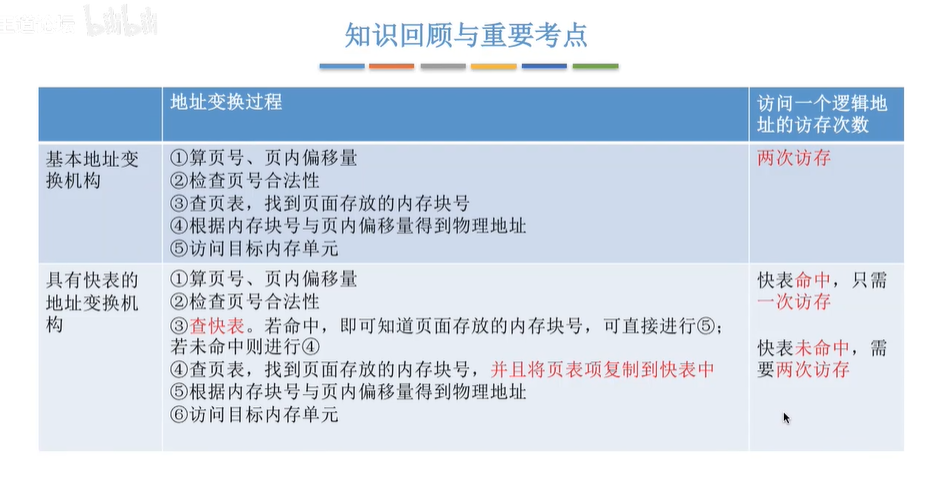 bilibili
知识回顾与重要考点
地址变换过程
访问一个逻辑地
址的访存次数
基本地址变
换机构
①算页号、页内偏移量
②检查页号合法性
③查页表，找到页面存放的内存块号
④根据内存块号与页内偏移量得到物理地址
⑤访问目标内存单元
两次访存
具有快表的
地址变换机
构
①算页号、页内偏移量
②检查页号合法性
③查快表。若命中，即可知道页面存放的内存块号，可直接进行⑤；
若未命中则进行④
④查页表，找到页面存放的内存块号，并且将页表项复制到快表中
⑤根据内存块号与页内偏移量得到物理地址
⑥访问目标内存单元
快表命中，只需
一次访存
快表未命中，需
要两次访存